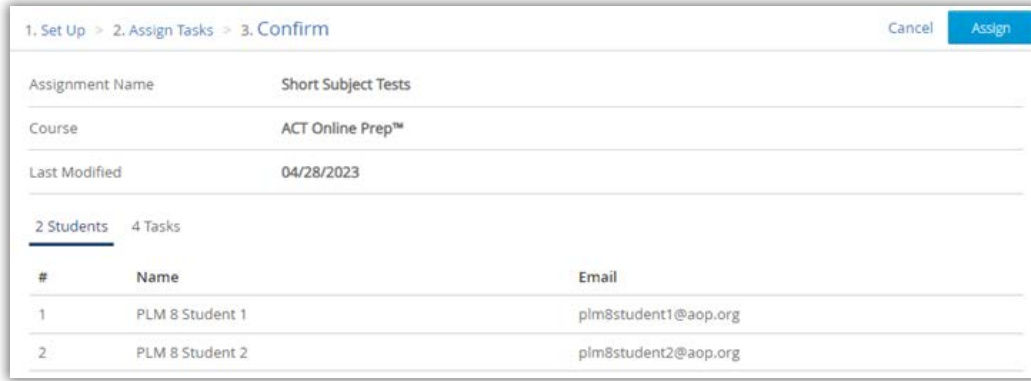 1. Set Up > 2. Assign Tasks > 3. Confirm Cancel Assign
Assignment Name Short Subject Tests
Course ACT Online Prep™
Last Modified 04/28/2023
2 Students 4 Tasks
# Name Email
1 PLM 8 Student 1 plm8student1@aop.org
2 PLM 8 Student 2 plm8student2@aop.org